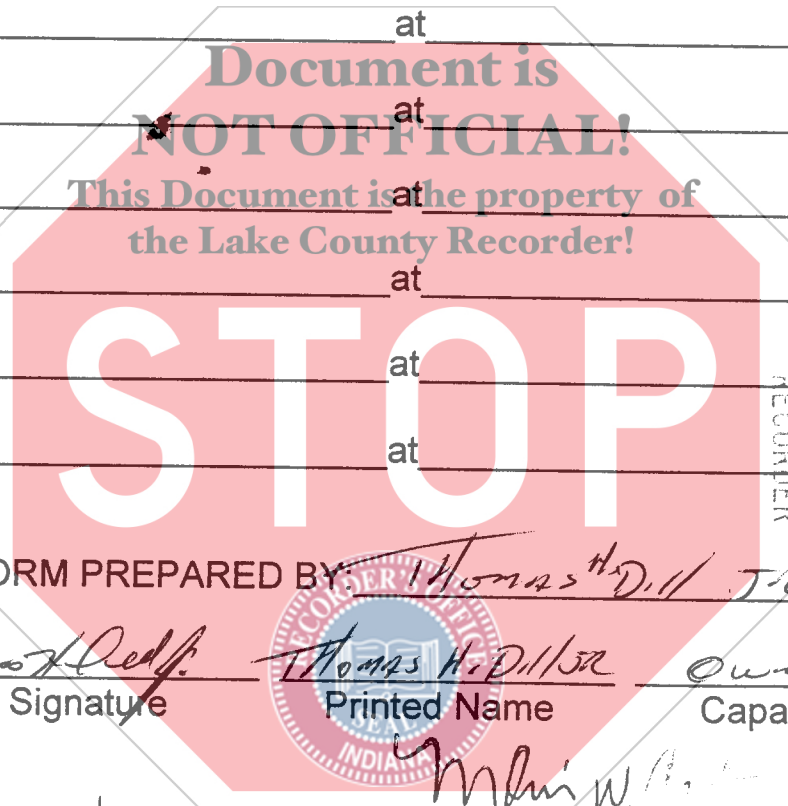 at
Document is
at
NOT OFFICIAL!
This Document is the property of
at
the Lake County Recorder!
at
STOP
at
RECORDER
at
ORM PREPARED BY: Thomas H. Dill
RECORDER'S OFFICE
Thomas H. Dill JR
Signature
Printed Name
Capa
SEAL
INDIANA